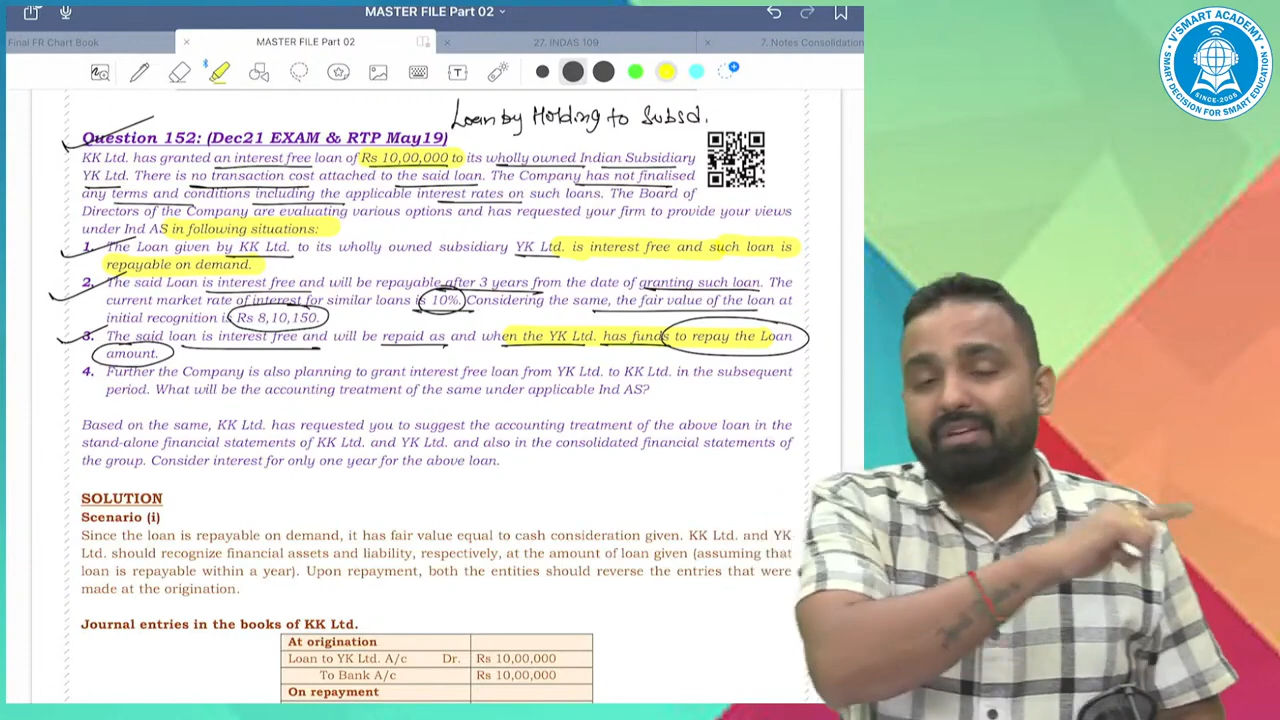 MASTER FILE Part 02
Final FR Chart Book
MASTER FILE Part 02
27. INDAS 109
7. Notes Consolidation
V'SMART ACADEMY
SMART DECISION FOR SMART EDUCATION
SINCE-2008
Loan by Holding to Subsd.
Question 152: (Dec21 EXAM & RTP May19)
KK Ltd. has granted an interest free loan of Rs 10,00,000 to its wholly owned Indian Subsidiary
YK Ltd. There is no transaction cost attached to the said loan. The Company has not finalised
any terms and conditions including the applicable interest rates on such loans. The Board of
Directors of the Company are evaluating various options and has requested your firm to provide your views
under Ind AS in following situations:
1. The Loan given by KK Ltd. to its wholly owned subsidiary YK Ltd. is interest free and such loan is
repayable on demand.
2. The said Loan is interest free and will be repayable after 3 years from the date of granting such loan. The
current market rate of interest for similar loans is 10%. Considering the same, the fair value of the loan at
initial recognition is Rs 8,10,150.
3. The said loan is interest free and will be repaid as and when the YK Ltd. has funds to repay the Loan
amount.
4. Further the Company is also planning to grant interest free loan from YK Ltd. to KK Ltd. in the subsequent
period. What will be the accounting treatment of the same under applicable Ind AS?
Based on the same, KK Ltd. has requested you to suggest the accounting treatment of the above loan in the
stand-alone financial statements of KK Ltd. and YK Ltd. and also in the consolidated financial statements of
the group. Consider interest for only one year for the above loan.
SOLUTION
Scenario (i)
Since the loan is repayable on demand, it has fair value equal to cash consideration given. KK Ltd. and YK
Ltd. should recognize financial assets and liability, respectively, at the amount of loan given (assuming that
loan is repayable within a year). Upon repayment, both the entities should reverse the entries that were
made at the origination.
Journal entries in the books of KK Ltd.
At origination
Loan to YK Ltd. A/c Dr. Rs 10,00,000
To Bank A/c Rs 10,00,000
On repayment